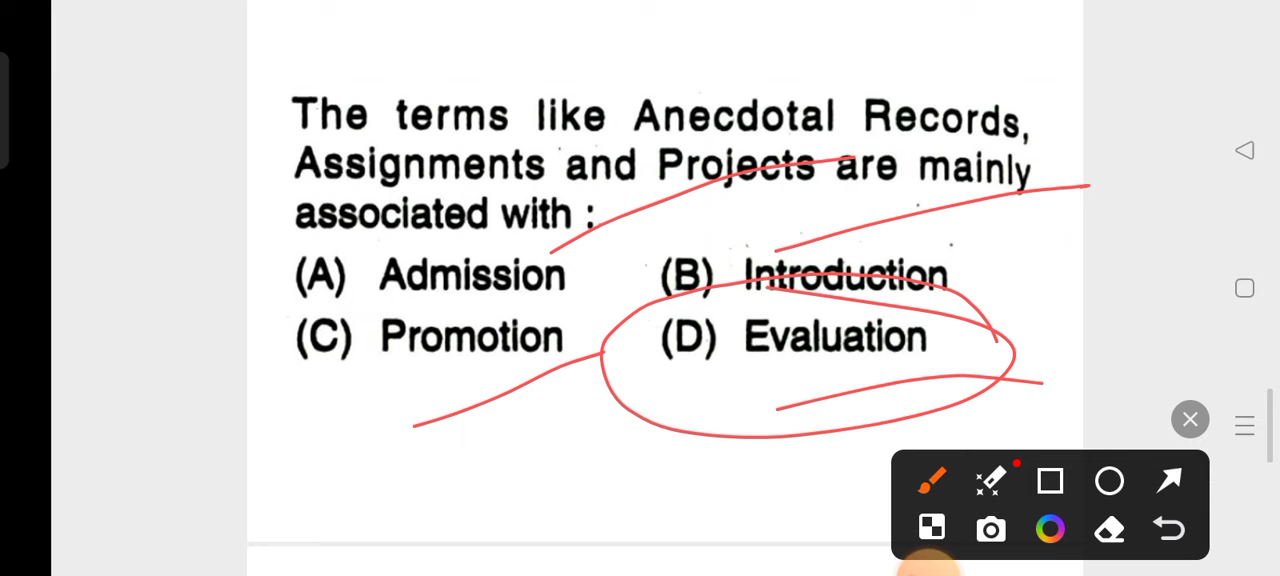 The terms like Anecdotal Records,
Assignments and Projects are mainly
associated with :
(A) Admission (B) Introduction
(C) Promotion (D) Evaluation